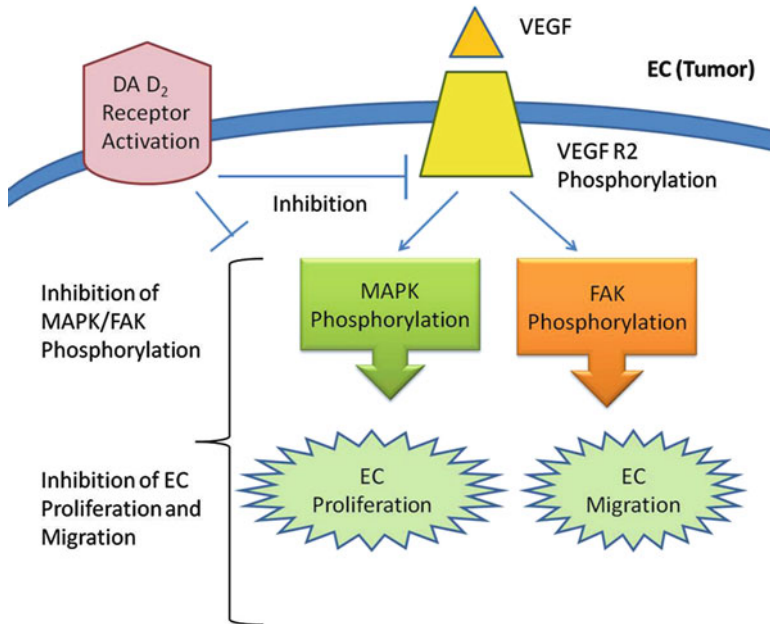 VEGF
EC (Tumor)
DA D₂
Receptor
Activation
VEGF R2
Phosphorylation
Inhibition
Inhibition of
MAPK/FAK
Phosphorylation
MAPK
Phosphorylation
FAK
Phosphorylation
Inhibition of EC
Proliferation and
Migration
EC
Proliferation
EC
Migration